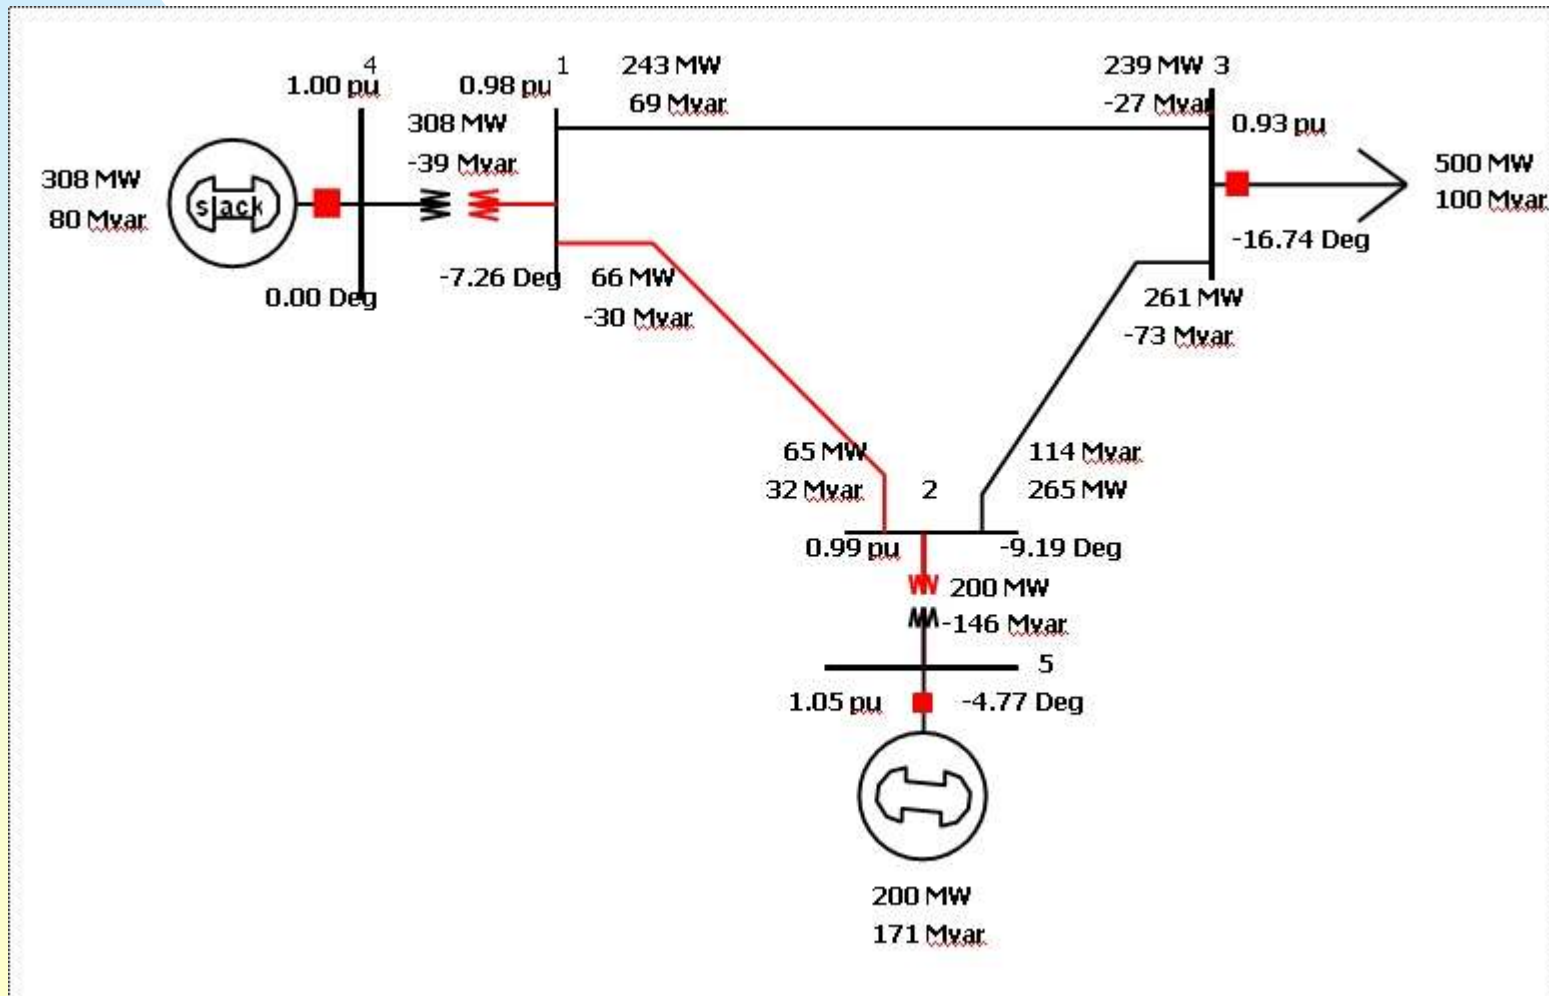 4
1.00 pu
0.98 pu
1
243 MW
69 Mvar
239 MW 3
-27 Mvar
308 MW
-39 Mvar
0.93 pu
308 MW
80 Mvar
slack
500 MW
100 Mvar
-16.74 Deg
0.00 Deg
-7.26 Deg
66 MW
-30 Mvar
261 MW
-73 Mvar
65 MW
32 Mvar
2
114 Mvar
265 MW
0.99 pu
-9.19 Deg
200 MW
-146 Mvar
5
1.05 pu
-4.77 Deg
200 MW
171 Mvar